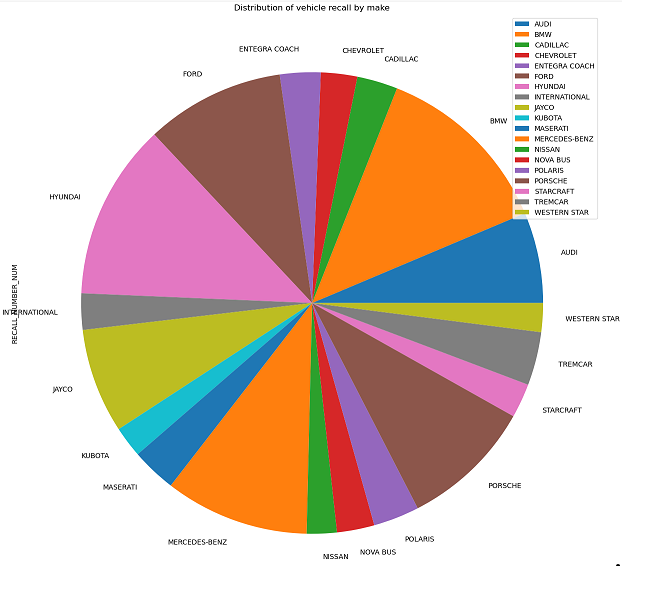 Distribution of vehicle recall by make
AUDI
BMW
CADILLAC
CHEVROLET
ENTEGRA COACH
FORD
HYUNDAI
INTERNATIONAL
JAYCO
KUBOTA
MASERATI
MERCEDES-BENZ
NISSAN
NOVA BUS
POLARIS
PORSCHE
STARCRAFT
TREMCAR
WESTERN STAR
ENTEGRA COACH
CHEVROLET
CADILLAC
FORD
BMW
HYUNDAI
AUDI
RECALL_NUMBER_NUM
INTERNATIONAL
WESTERN STAR
TREMCAR
JAYCO
STARCRAFT
KUBOTA
MASERATI
PORSCHE
MERCEDES-BENZ
POLARIS
NOVA BUS
NISSAN